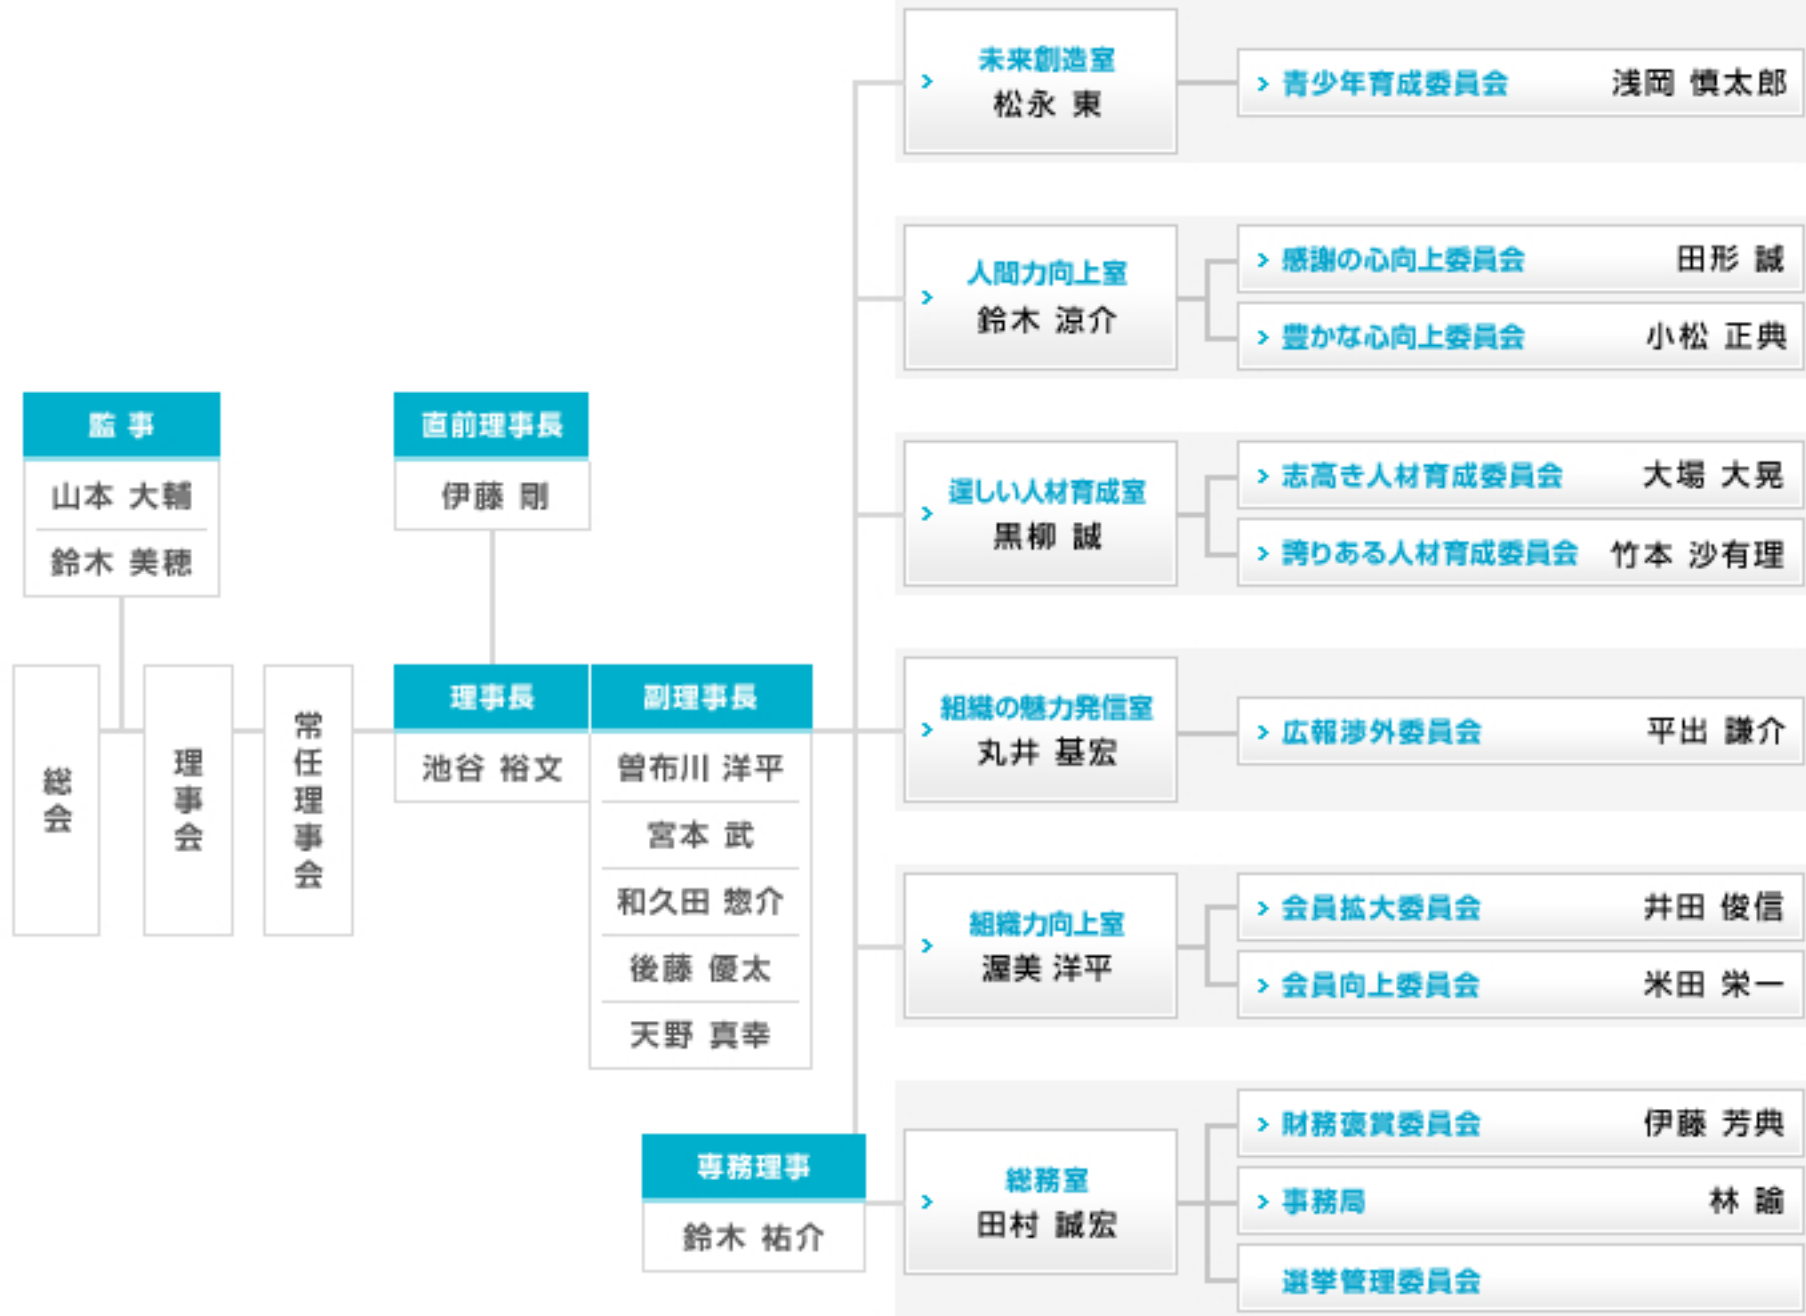 監 事
山本 大輔
鈴木 美穂
直前理事長
伊藤 剛
総会
理事会
常任理事会
理事長
池谷 裕文
副理事長
曽布川 洋平
宮本 武
和久田 惣介
後藤 優太
天野 真幸
専務理事
鈴木 祐介
未来創造室
松永 東
青少年育成委員会 浅岡 慎太郎
人間力向上室
鈴木 涼介
感謝の心向上委員会 田形 誠
豊かな心向上委員会 小松 正典
逞しい人材育成室
黒柳 誠
志高き人材育成委員会 大場 大晃
誇りある人材育成委員会 竹本 沙有理
組織の魅力発信室
丸井 基宏
広報渉外委員会 平出 謙介
組織力向上室
渥美 洋平
会員拡大委員会 井田 俊信
会員向上委員会 米田 栄一
総務室
田村 誠宏
財務褒賞委員会 伊藤 芳典
事務局 林 諭
選挙管理委員会